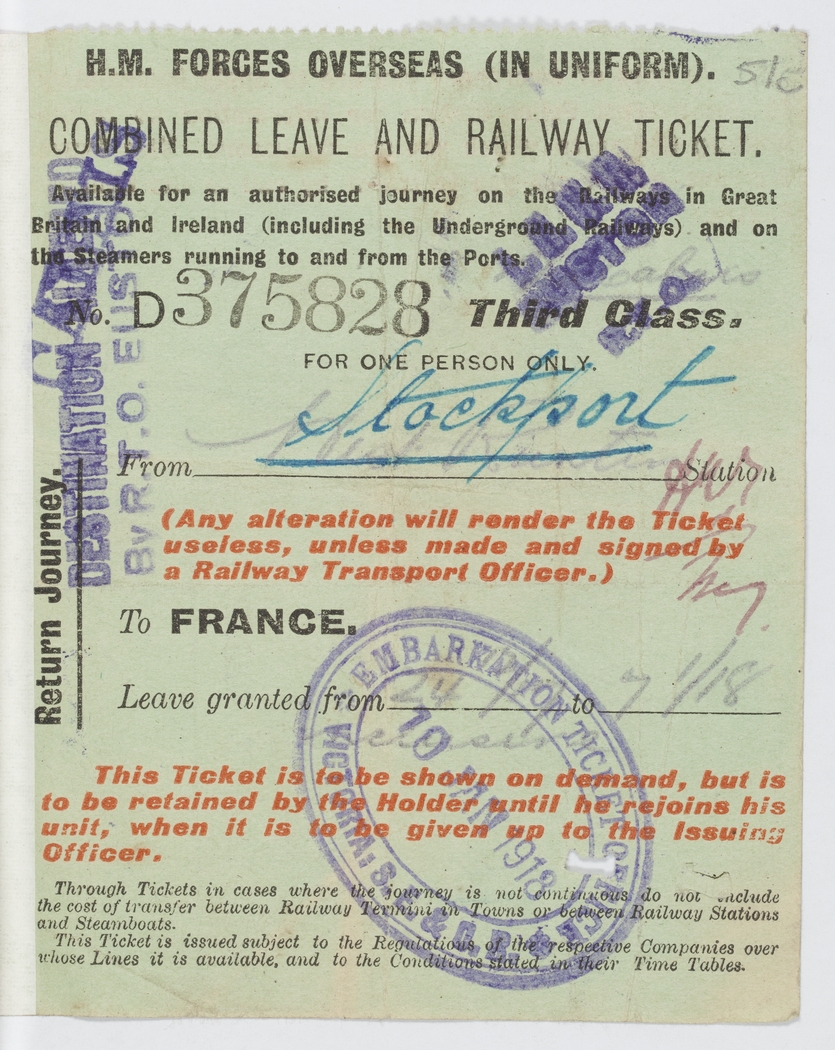 H.M. FORCES OVERSEAS (IN UNIFORM).
COMBINED LEAVE AND RAILWAY TICKET.
Available for an authorised journey on the Railways in Great
Britain and Ireland (including the Underground Railways) and on
the Steamers running to and from the Ports.
No. D 375828 Third Class.
FOR ONE PERSON ONLY.
Stockport
From Station
(Any alteration will render the Ticket
useless, unless made and signed by
a Railway Transport Officer.)
To FRANCE.
Leave granted from 24 to 7/1/18
This Ticket is to be shown on demand, but is
to be retained by the Holder until he rejoins his
unit, when it is to be given up to the Issuing
Officer.
Through Tickets in cases where the journey is not continuous do not include
the cost of transfer between Railway Termini in Towns or between Railway Stations
and Steamboats.
This Ticket is issued subject to the Regulations of the respective Companies over
whose Lines it is available, and to the Conditions stated in their Time Tables.
Return Journey.
DESTINATION
By R.T.O. EUSTON
EMBARKATION TICKET OFFICE
VICTORIA, S.E. &
10 JAN 1918